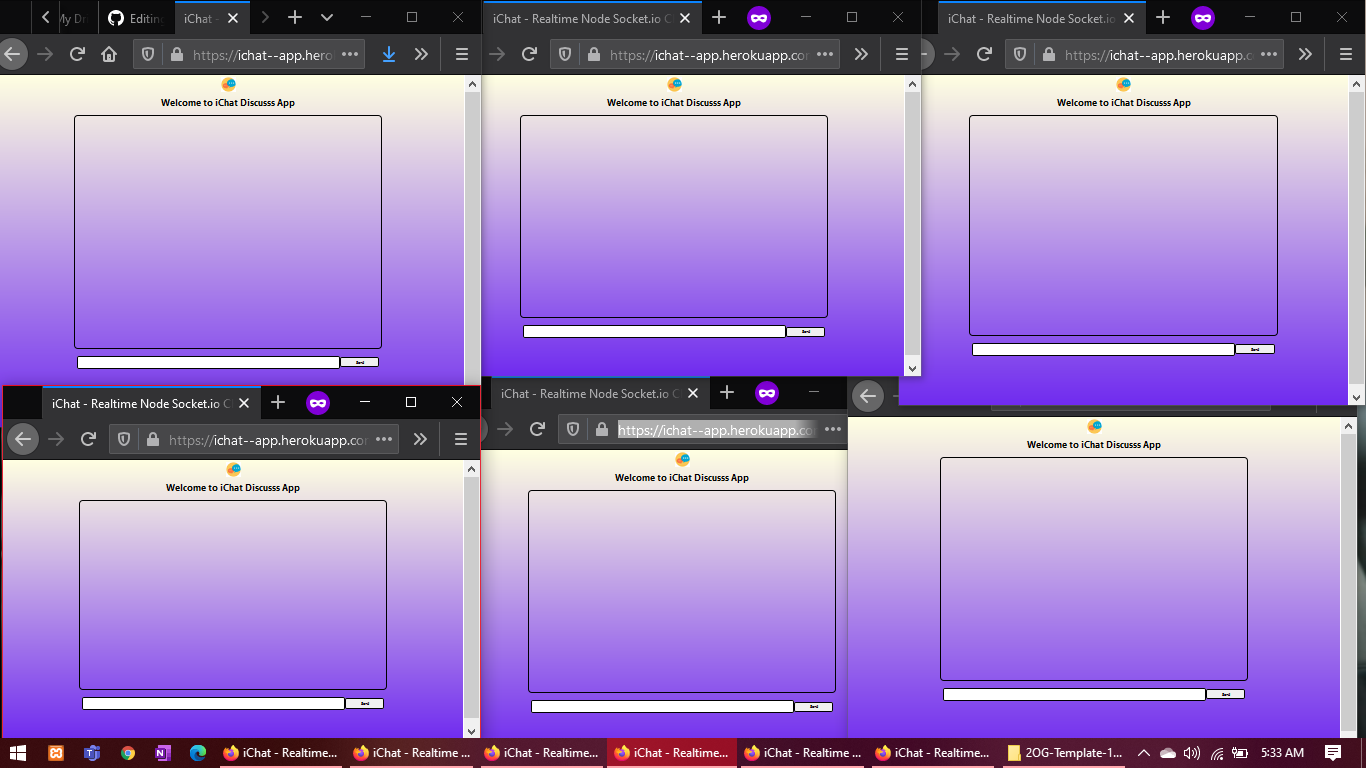 My Dr
Editing
iChat -
https://ichat--app.hero
Welcome to iChat Discusss App
Send
iChat - Realtime Node Socket.io
https://ichat--app.herokuapp.co
Welcome to iChat Discusss App
Send
iChat - Realtime Node Socket.io
https://ichat--app.herokuapp.c
Welcome to iChat Discusss App
Send
iChat - Realtime Node Socket.io C
https://ichat--app.herokuapp.co
Welcome to iChat Discusss App
Send
iChat - Realtime Node Socket.io C
https://ichat--app.herokuapp.co
Welcome to iChat Discusss App
Send
Welcome to iChat Discusss App
Send
iChat - Realtime...
iChat - Realtime ...
iChat - Realtime...
iChat - Realtime...
iChat - Realtime ...
iChat - Realtime...
2OG-Template-1...
5:33 AM